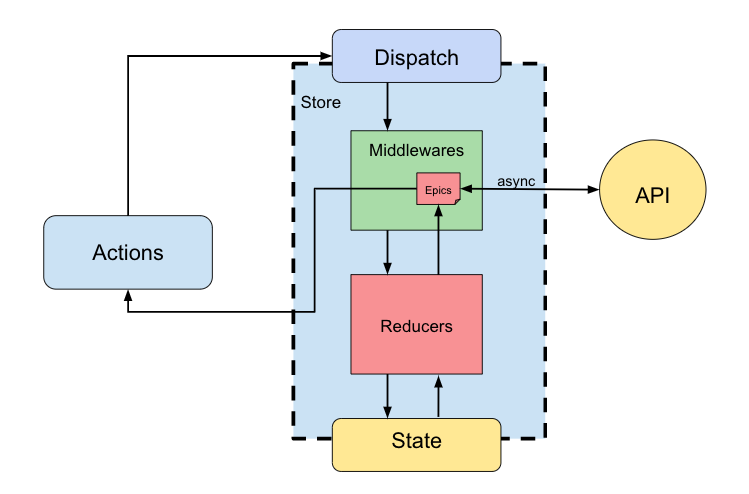 Dispatch
Store
Middlewares
Epics
async
API
Actions
Reducers
State